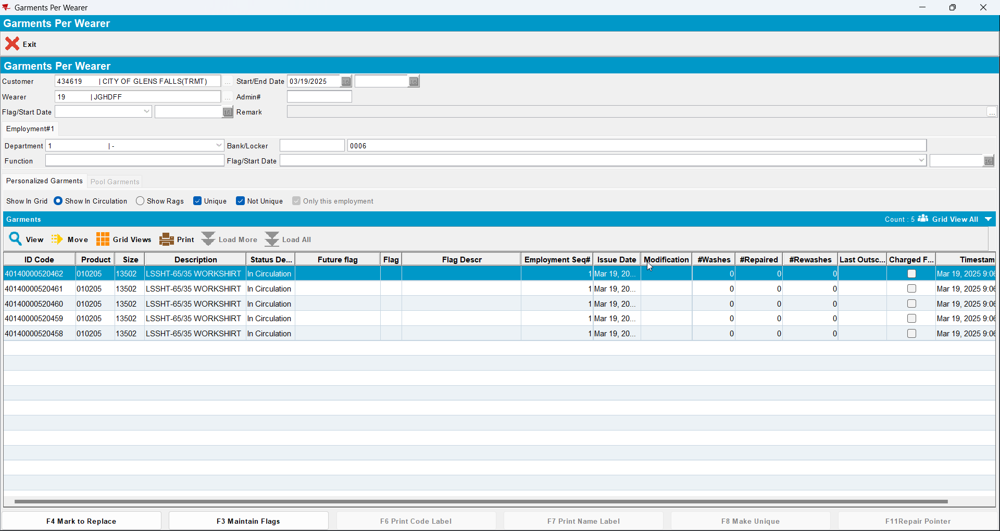 Garments Per Wearer
Garments Per Wearer
Exit
Garments Per Wearer
Customer 434619 | CITY OF GLENS FALLS(TRMT) ... Start/End Date 03/19/2025 16 16
Wearer 19 | JGHDFF ... Admin#
Flag/Start Date 16 Remark ...
Employment#1
Department 1 | - Bank/Locker 0006
Function Flag/Start Date 16
Personalized Garments Pool Garments
Show In Grid Show In Circulation Show Rags Unique Not Unique Only this employment
Garments Count : 5 Grid View All
View Move Grid Views Print Load More Load All
ID Code Product Size Description Status De... Future flag Flag Flag Descr Employment Seq# Issue Date Modification #Washes #Repaired #Rewashes Last Outsc... Charged F... Timestam
40140000520462 010205 13502 LSSHT-65/35 WORKSHIRT In Circulation 1 Mar 19, 20... 0 0 0 Mar 19, 2025 9:06
40140000520461 010205 13502 LSSHT-65/35 WORKSHIRT In Circulation 1 Mar 19, 20... 0 0 0 Mar 19, 2025 9:06
40140000520460 010205 13502 LSSHT-65/35 WORKSHIRT In Circulation 1 Mar 19, 20... 0 0 0 Mar 19, 2025 9:06
40140000520459 010205 13502 LSSHT-65/35 WORKSHIRT In Circulation 1 Mar 19, 20... 0 0 0 Mar 19, 2025 9:06
40140000520458 010205 13502 LSSHT-65/35 WORKSHIRT In Circulation 1 Mar 19, 20... 0 0 0 Mar 19, 2025 9:06
F4 Mark to Replace F3 Maintain Flags F6 Print Code Label F7 Print Name Label F8 Make Unique F11Repair Pointer